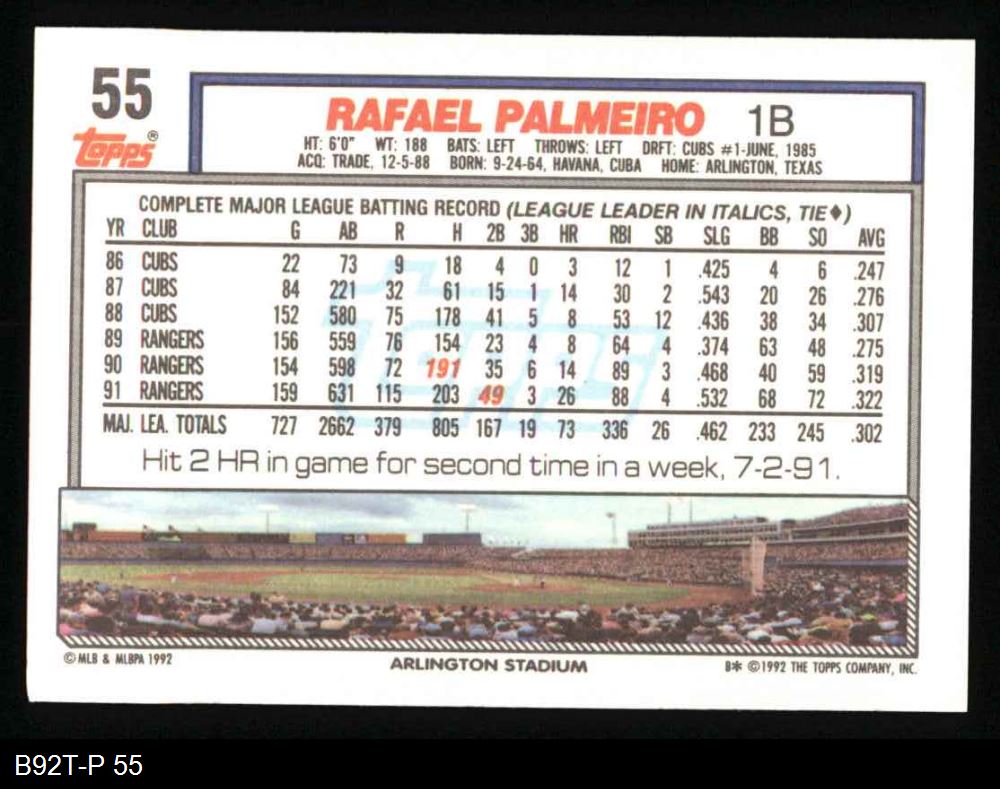 55
Topps®
RAFAEL PALMEIRO 1B
HT: 6'0" WT: 188 BATS: LEFT THROWS: LEFT DRFT: CUBS #1-JUNE, 1985
ACQ: TRADE, 12-5-88 BORN: 9-24-64, HAVANA, CUBA HOME: ARLINGTON, TEXAS
COMPLETE MAJOR LEAGUE BATTING RECORD (LEAGUE LEADER IN ITALICS, TIE♦)
YR CLUB G AB R H 2B 3B HR RBI SB SLG BB SO AVG
86 CUBS 22 73 9 18 4 0 3 12 1 .425 4 6 .247
87 CUBS 84 221 32 61 15 1 14 30 2 .543 20 26 .276
88 CUBS 152 580 75 178 41 5 8 53 12 .436 38 34 .307
89 RANGERS 156 559 76 154 23 4 8 64 4 .374 63 48 .275
90 RANGERS 154 598 72 191 35 6 14 89 3 .468 40 59 .319
91 RANGERS 159 631 115 203 49 3 26 88 4 .532 68 72 .322
MAJ. LEA. TOTALS 727 2662 379 805 167 19 73 336 26 .462 233 245 .302
Hit 2 HR in game for second time in a week, 7-2-91.
© MLB & MLBPA 1992
ARLINGTON STADIUM
B* ©1992 THE TOPPS COMPANY, INC.
B92T-P 55